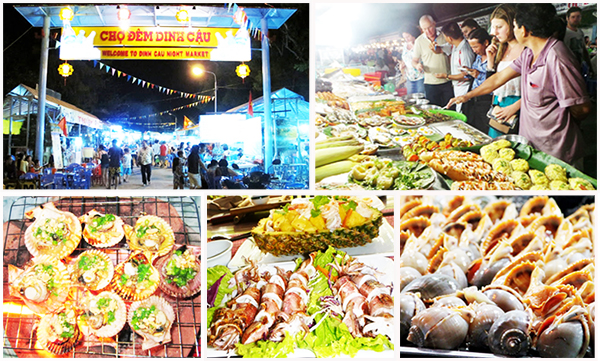 CHỢ ĐÊM DINH CẬU
WELCOME TO DINH CAU NIGHT MARKET